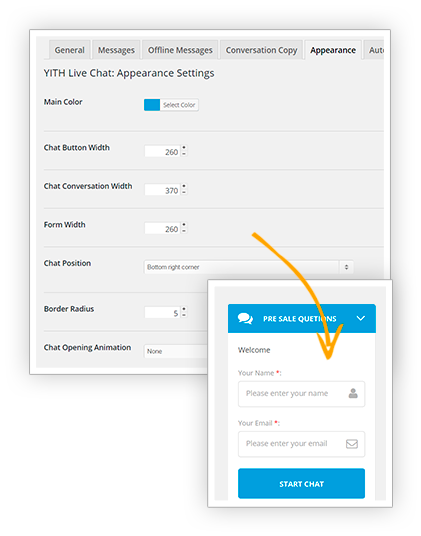 General Messages Offline Messages Conversation Copy Appearance Auto
YITH Live Chat: Appearance Settings
Main Color
Select Color
Chat Button Width
260
Chat Conversation Width
370
Form Width
260
Chat Position
Bottom right corner
Border Radius
5
Chat Opening Animation
None
PRE SALE QUETIONS
Welcome
Your Name *:
Please enter your name
Your Email *:
Please enter your email
START CHAT